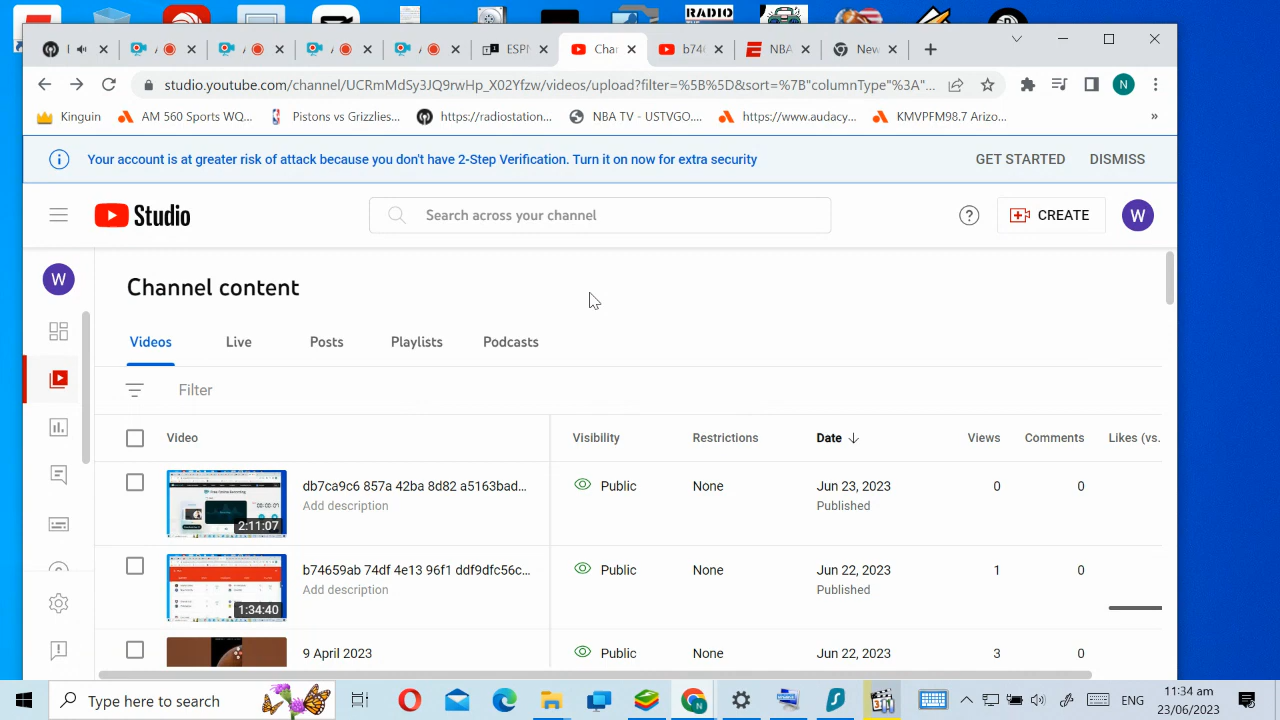 RADIO
ESPN
Char
b746
NBA
New
studio.youtube.com/channel/UCRmMdSy3JQ9rwHp_X02Yfzw/videos/upload?filter=%5B%5D&sort=%7B"columnType"%3A"...
N
Kinguin
AM 560 Sports WQ...
Pistons vs Grizzlies...
https://radiostation...
NBA TV - USTVGO....
https://www.audacy...
KMVPFM98.7 Arizo...
»
Your account is at greater risk of attack because you don't have 2-Step Verification. Turn it on now for extra security
GET STARTED
DISMISS
Studio
Search across your channel
CREATE
W
W
Channel content
Videos
Live
Posts
Playlists
Podcasts
Filter
Video
Visibility
Restrictions
Date
Views
Comments
Likes (vs.
2:11:07
db7ca9cd 557a 42ba 9d82 a5163bacc...
Add description
Public
None
Jun 23, 2023
Published
0
0
1:34:40
b74659ab 74df 4e13 96f1 ddf9dfc56c...
Add description
Public
None
Jun 22, 2023
Published
1
0
9 April 2023
Public
None
Jun 22, 2023
3
0
Type here to search
ENG
11:34 am
23/06/2023